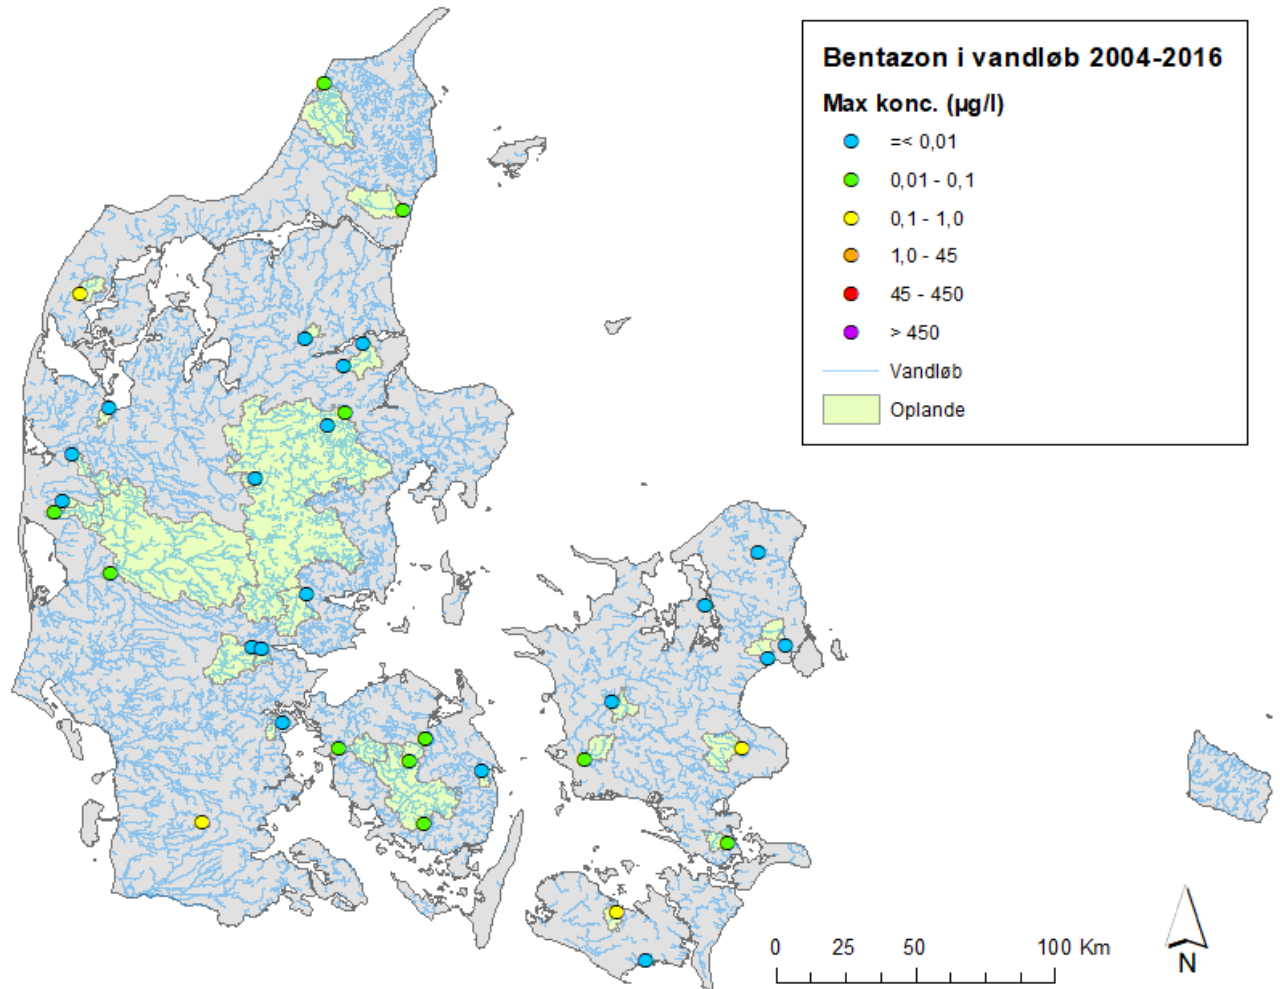 Bentazon i vandløb 2004-2016
Max konc. (µg/l)
=< 0,01
0,01 - 0,1
0,1 - 1,0
1,0 - 45
45 - 450
> 450
Vandløb
Oplande
0 25 50 100 Km
N